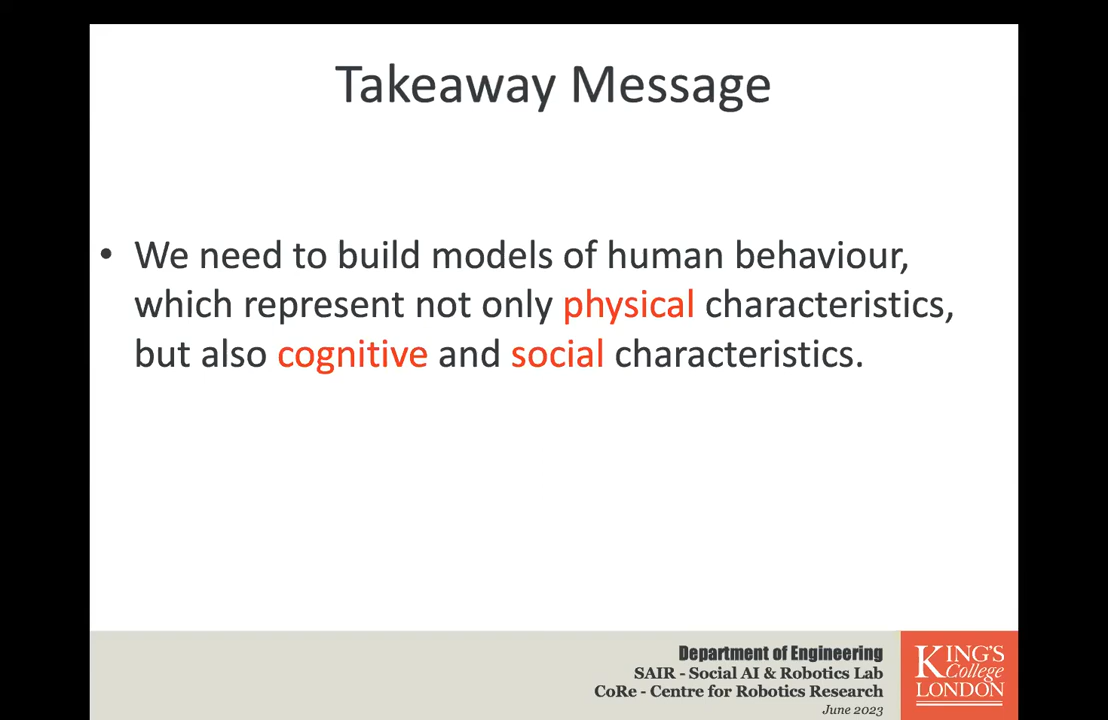 Takeaway Message
• We need to build models of human behaviour,
which represent not only physical characteristics,
but also cognitive and social characteristics.
Department of Engineering
SAIR - Social AI & Robotics Lab
CoRe - Centre for Robotics Research
June 2023
KING'S
College
LONDON